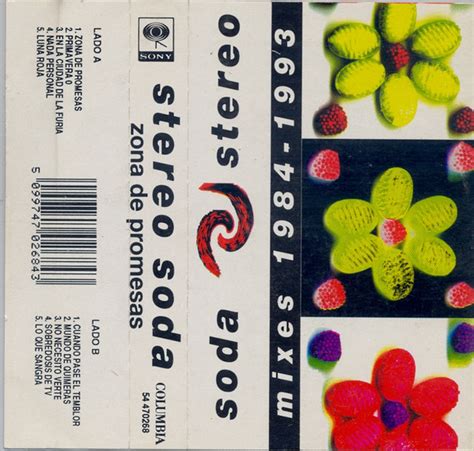 LADO A
1. ZONA DE PROMESAS
2. PRIMAVERA 0
3. EN LA CIUDAD DE LA FURIA
4. NADA PERSONAL
5. LUNA ROJA
LADO B
1. CUANDO PASE EL TEMBLOR
2. MUNDO DE QUIMERAS
3. NO NECESITO VERTE
4. SOBREDOSIS DE TV
5. LO QUE SANGRA
5 099747 026843
SONY
stereo soda
zona de promesas
COLUMBIA
54 470268
soda stereo
mixes 1984 - 1993